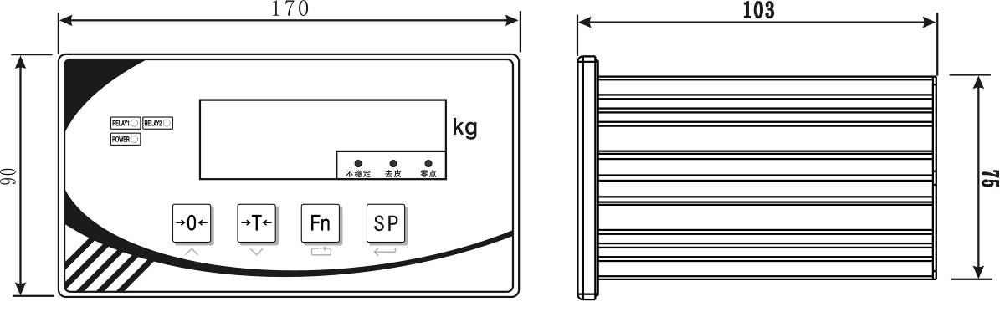 170
103
90
RELAY1 RELAY2
POWER
kg
不稳定 去皮 零点
75
→0← →T← Fn SP